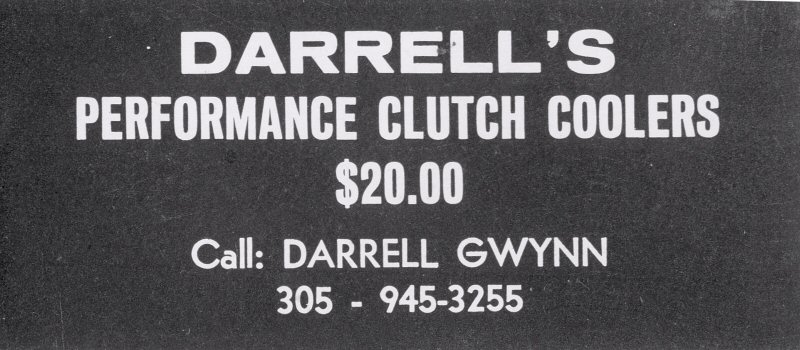 DARRELL'S
PERFORMANCE CLUTCH COOLERS
$20.00
Call: DARRELL GWYNN
305 - 945-3255